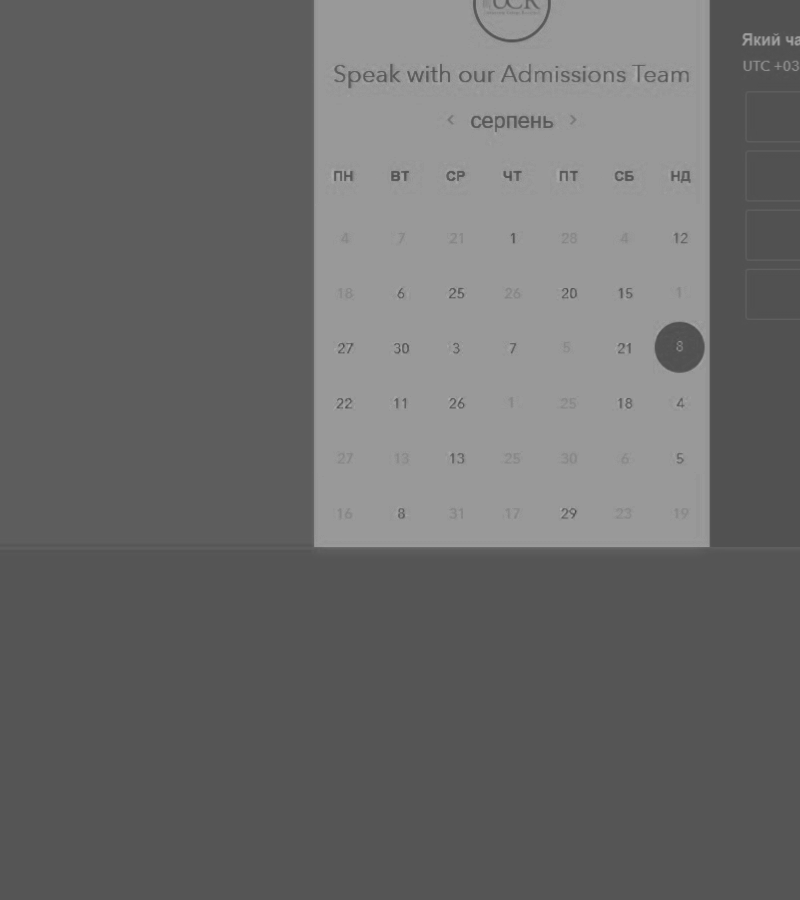 UCR
Speak with our Admissions Team
серпень
ПН ВТ СР ЧТ ПТ СБ НД
4 7 21 1 28 4 12
18 6 25 26 20 15 1
27 30 3 7 5 21 8
22 11 26 1 25 18 4
27 13 13 25 30 6 5
16 8 31 17 29 23 19
Який ча
UTC +03